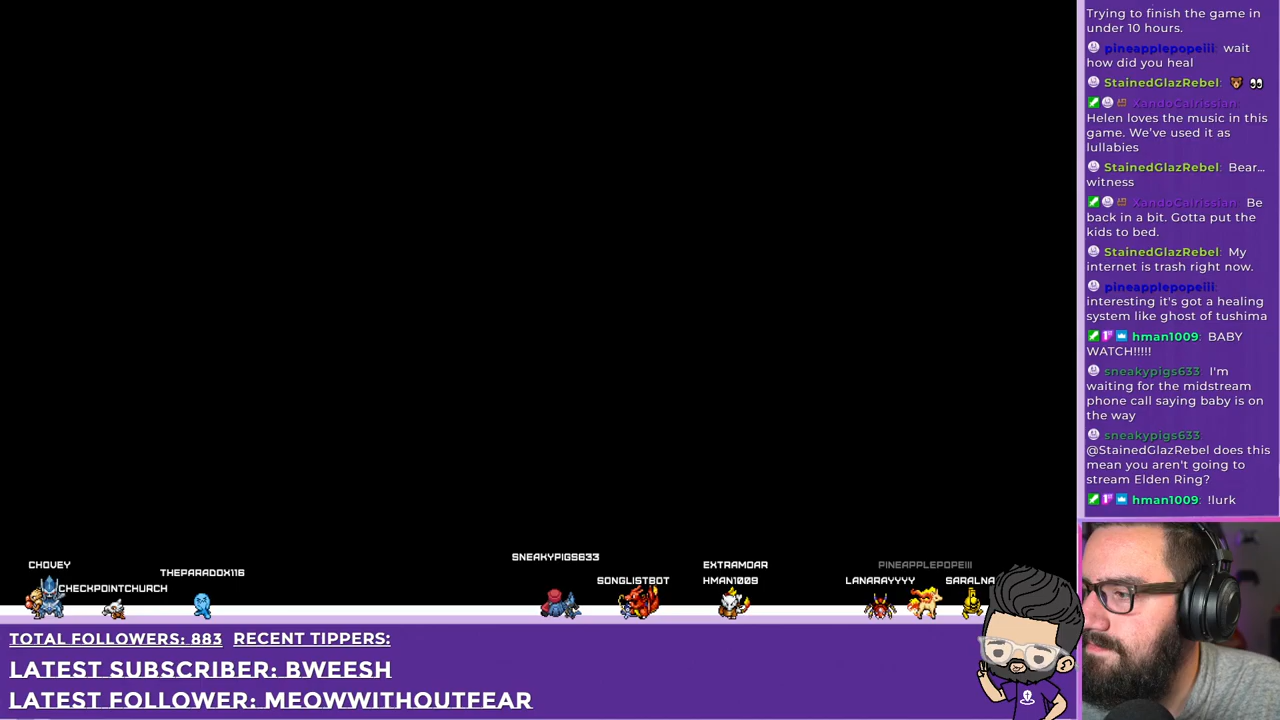 Trying to finish the game in
under 10 hours.
pineapplepopeiii: wait
how did you heal
StainedGlazRebel:
XandoCalrissian:
Helen loves the music in this
game. We've used it as
lullabies
StainedGlazRebel: Bear...
witness
XandoCalrissian: Be
back in a bit. Gotta put the
kids to bed.
StainedGlazRebel: My
internet is trash right now.
pineapplepopeiii:
interesting it's got a healing
system like ghost of tushima
hman1009: BABY
WATCH!!!!!
sneakypigs633: I'm
waiting for the midstream
phone call saying baby is on
the way
sneakypigs633:
@StainedGlazRebel does this
mean you aren't going to
stream Elden Ring?
hman1009: !lurk
CHOVEY
CHECKPOINTCHURCH
THEPARADOX116
SNEAKYPIGS633
SONGLISTBOT
EXTRAMOAR
HMAN1009
PINEAPPLEPOPEIII
LANARAYYYY
SARALNA
TOTAL FOLLOWERS: 883 RECENT TIPPERS:
LATEST SUBSCRIBER: BWEESH
LATEST FOLLOWER: MEOWWITHOUTFEAR